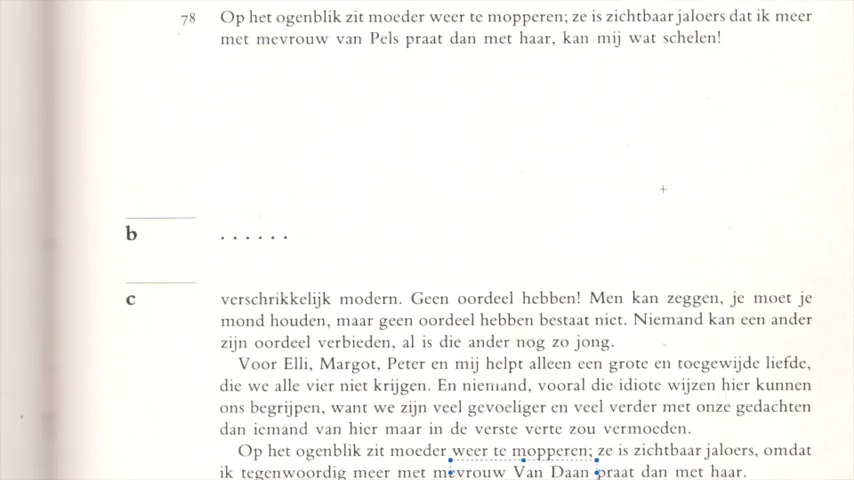 78 Op het ogenblik zit moeder weer te mopperen; ze is zichtbaar jaloers dat ik meer
met mevrouw van Pels praat dan met haar, kan mij wat schelen!
b ......
c verschrikkelijk modern. Geen oordeel hebben! Men kan zeggen, je moet je
mond houden, maar geen oordeel hebben bestaat niet. Niemand kan een ander
zijn oordeel verbieden, al is die ander nog zo jong.
Voor Elli, Margot, Peter en mij helpt alleen een grote en toegewijde liefde,
die we alle vier niet krijgen. En niemand, vooral die idiote wijzen hier kunnen
ons begrijpen, want we zijn veel gevoeliger en veel verder met onze gedachten
dan iemand van hier maar in de verste verte zou vermoeden.
Op het ogenblik zit moeder weer te mopperen; ze is zichtbaar jaloers, omdat
ik tegenwoordig meer met mevrouw Van Daan praat dan met haar.